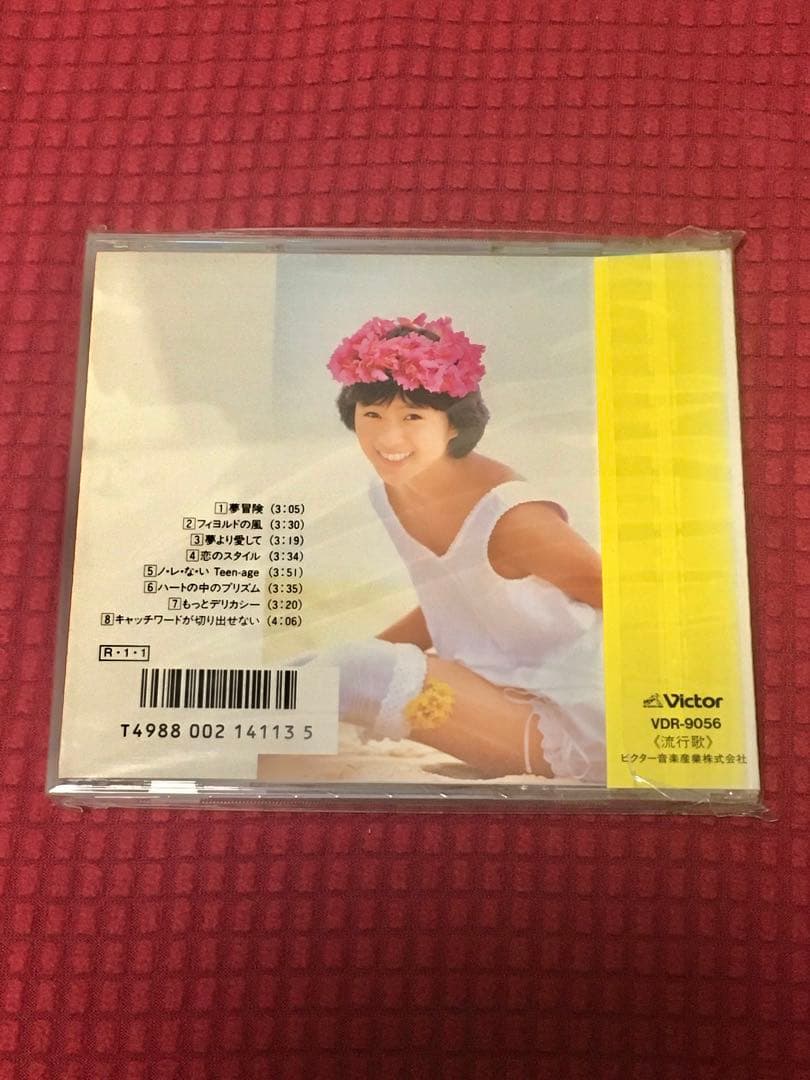 1 夢冒険 (3:05)
2 フィヨルドの風 (3:30)
3 夢より愛して (3:19)
4 恋のスタイル (3:34)
5 ノ・レ・な・い Teen-age (3:51)
6 ハートの中のプリズム (3:35)
7 もっとデリカシー (3:20)
8 キャッチワードが切り出せない (4:06)
R・1・1
T4988 002 14113 5
Victor
VDR-9056
《流行歌》
ビクター音楽産業株式会社